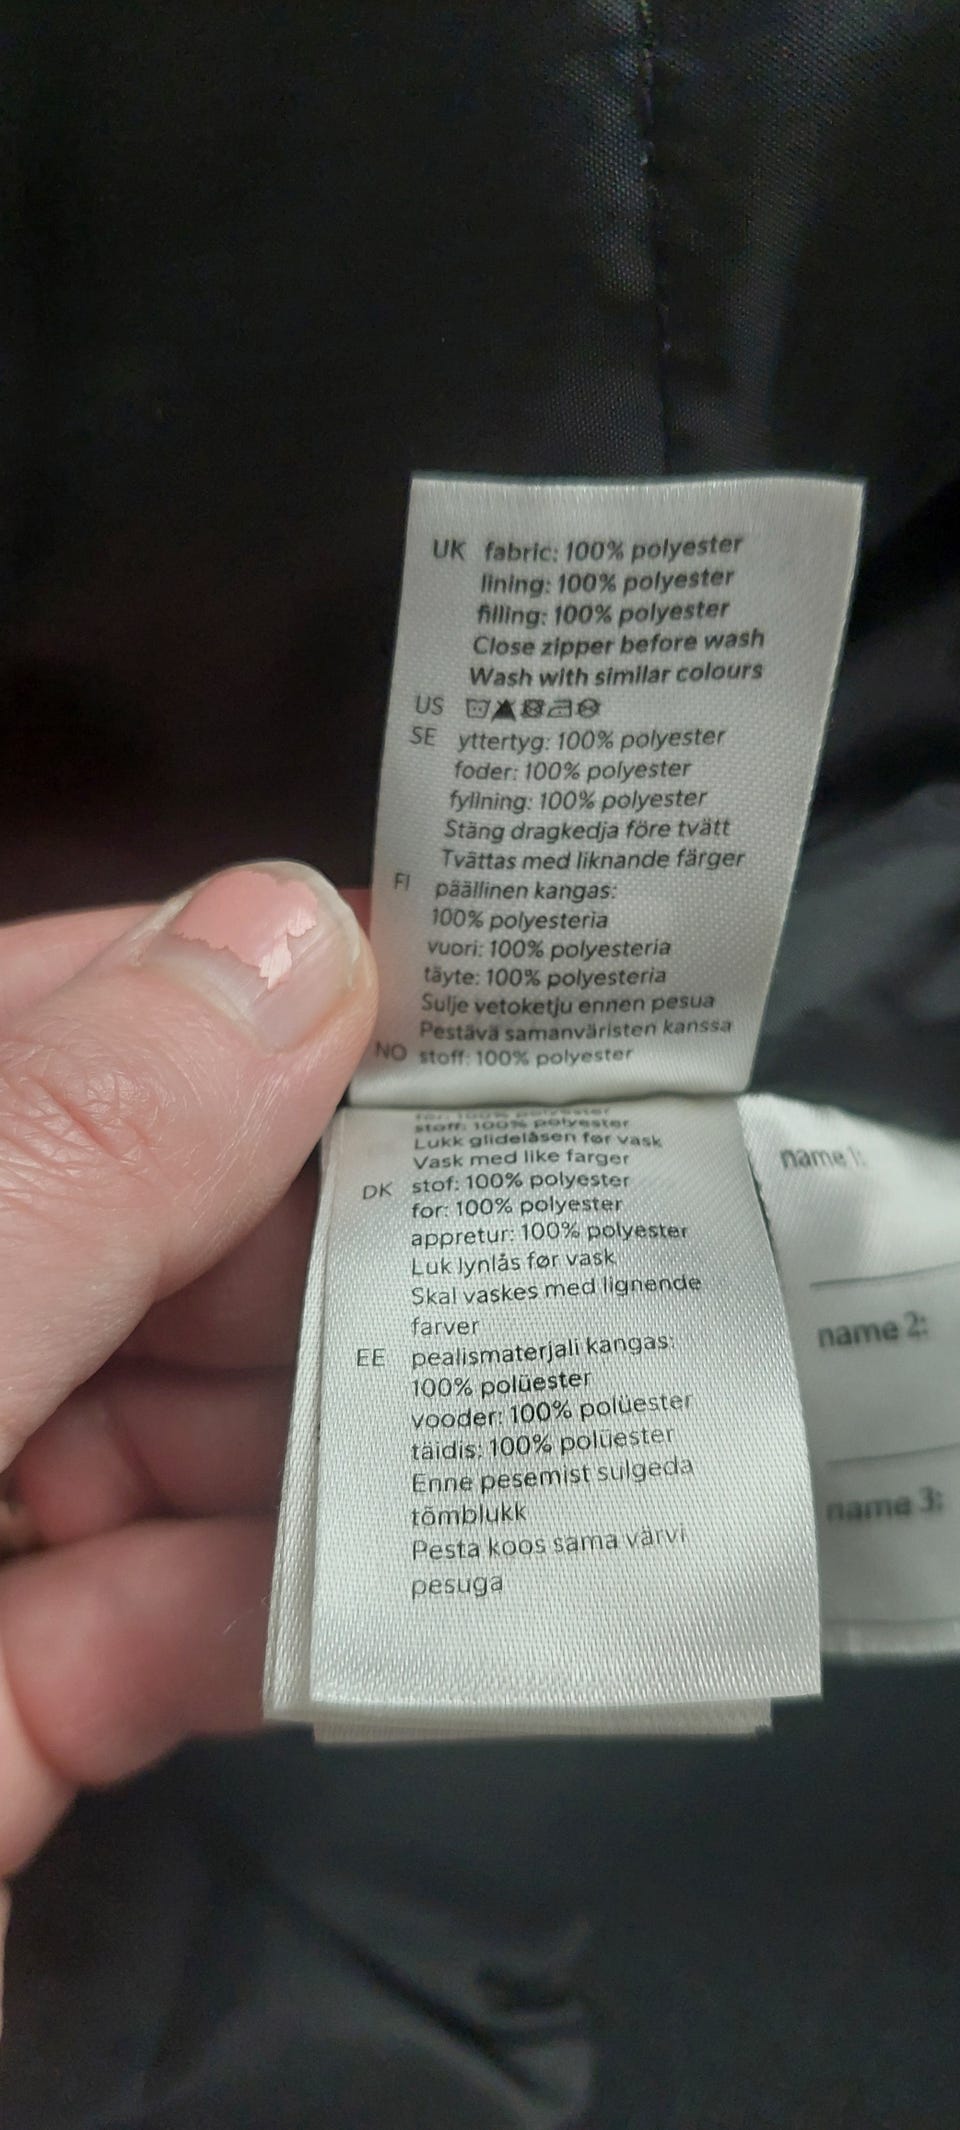 UK fabric: 100% polyester
lining: 100% polyester
filling: 100% polyester
Close zipper before wash
Wash with similar colours
US
SE yttertyg: 100% polyester
foder: 100% polyester
fyllning: 100% polyester
Stäng dragkedja före tvätt
Tvättas med liknande färger
FI päällinen kangas:
100% polyesteria
vuori: 100% polyesteria
täyte: 100% polyesteria
Sulje vetoketju ennen pesua
Pestävä samanväristen kanssa
NO stoff: 100% polyester
for: 100% polyester
stoff: 100% polyester
Lukk glidelåsen før vask
Vask med like farger
DK stof: 100% polyester
for: 100% polyester
appretur: 100% polyester
Luk lynlås før vask
Skal vaskes med lignende
farver
EE pealismaterjali kangas:
100% polüester
vooder: 100% polüester
täidis: 100% polüester
Enne pesemist sulgeda
tõmblukk
Pesta koos sama värvi
pesuga
name 1:
name 2:
name 3: